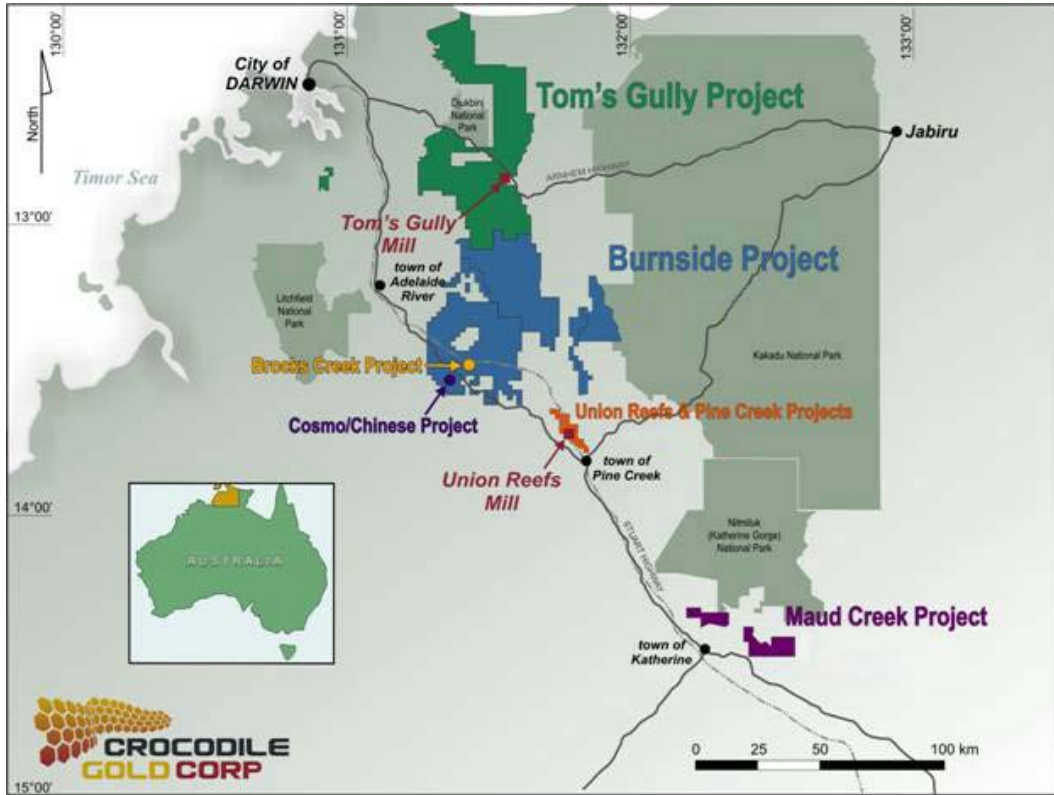 130°00'
131°00'
132°00'
133°00'
North
City of
DARWIN
Djukbinj
National
Park
Tom's Gully Project
Jabiru
ARNHEM HIGHWAY
Timor Sea
13°00'
Tom's Gully
Mill
town of
Adelaide
River
Burnside Project
Litchfield
National
Park
Kakadu National Park
Brocks Creek Project
Cosmo/Chinese Project
Union Reefs & Pine Creek Projects
Union Reefs
Mill
town of
Pine Creek
14°00'
AUSTRALIA
STUART HIGHWAY
Nitmiluk
(Katherine Gorge)
National Park
Maud Creek Project
town of
Katherine
CROCODILE
GOLD CORP
0 25 50 100 km
15°00'